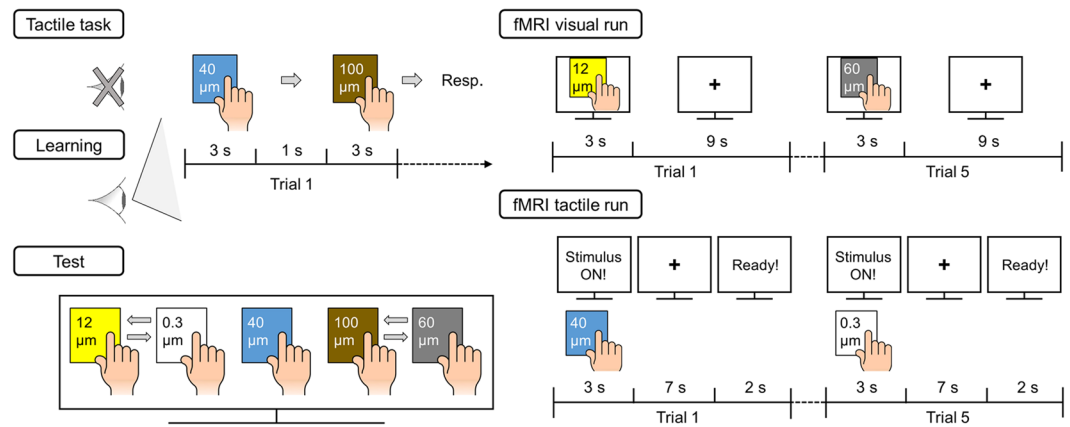 Tactile task
40
µm
100
µm
Resp.
Learning
3 s
1 s
3 s
Trial 1
Test
12
µm
0.3
µm
40
µm
100
µm
60
µm
fMRI visual run
12
µm
+
60
µm
+
3 s
9 s
3 s
9 s
Trial 1
Trial 5
fMRI tactile run
Stimulus
ON!
+
Ready!
Stimulus
ON!
+
Ready!
40
µm
0.3
µm
3 s
7 s
2 s
3 s
7 s
2 s
Trial 1
Trial 5